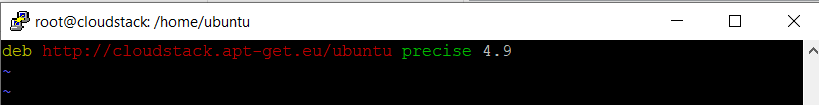 root@cloudstack: /home/ubuntu
deb http://cloudstack.apt-get.eu/ubuntu precise 4.9
~
~